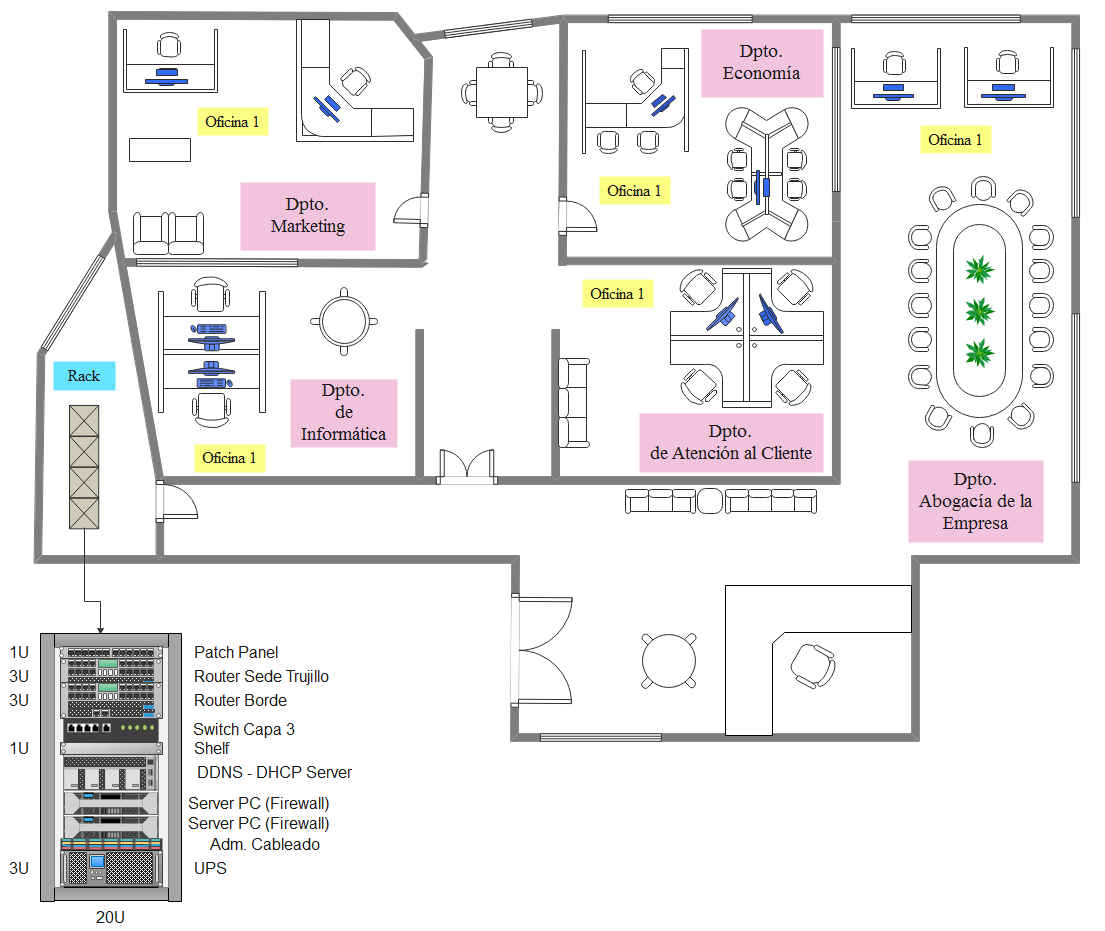 Dpto.
Economía
Oficina 1
Oficina 1
Oficina 1
Dpto.
Marketing
Oficina 1
Rack
Dpto.
de
Informática
Oficina 1
Dpto.
de Atención al Cliente
Dpto.
Abogacía de la
Empresa
1U Patch Panel
3U Router Sede Trujillo
3U Router Borde
Switch Capa 3
1U Shelf
DDNS - DHCP Server
Server PC (Firewall)
Server PC (Firewall)
Adm. Cableado
3U UPS
20U